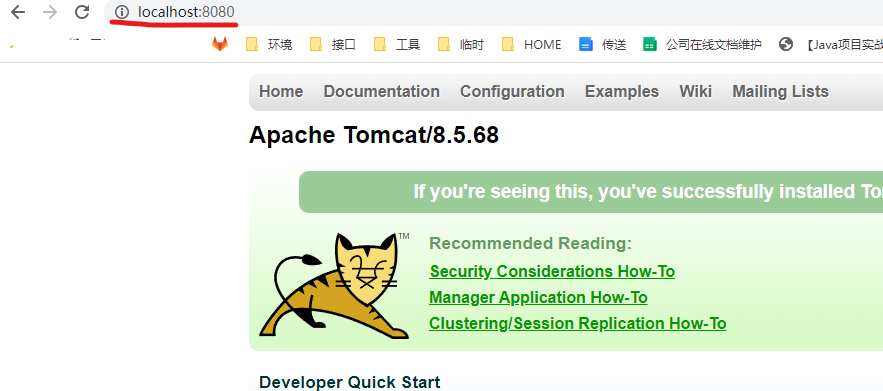 localhost:8080
环境 接口 工具 临时 HOME 传送 公司在线文档维护 【Java项目实战
Home Documentation Configuration Examples Wiki Mailing Lists
Apache Tomcat/8.5.68
If you're seeing this, you've successfully installed To
TM
Recommended Reading:
Security Considerations How-To
Manager Application How-To
Clustering/Session Replication How-To
Developer Quick Start